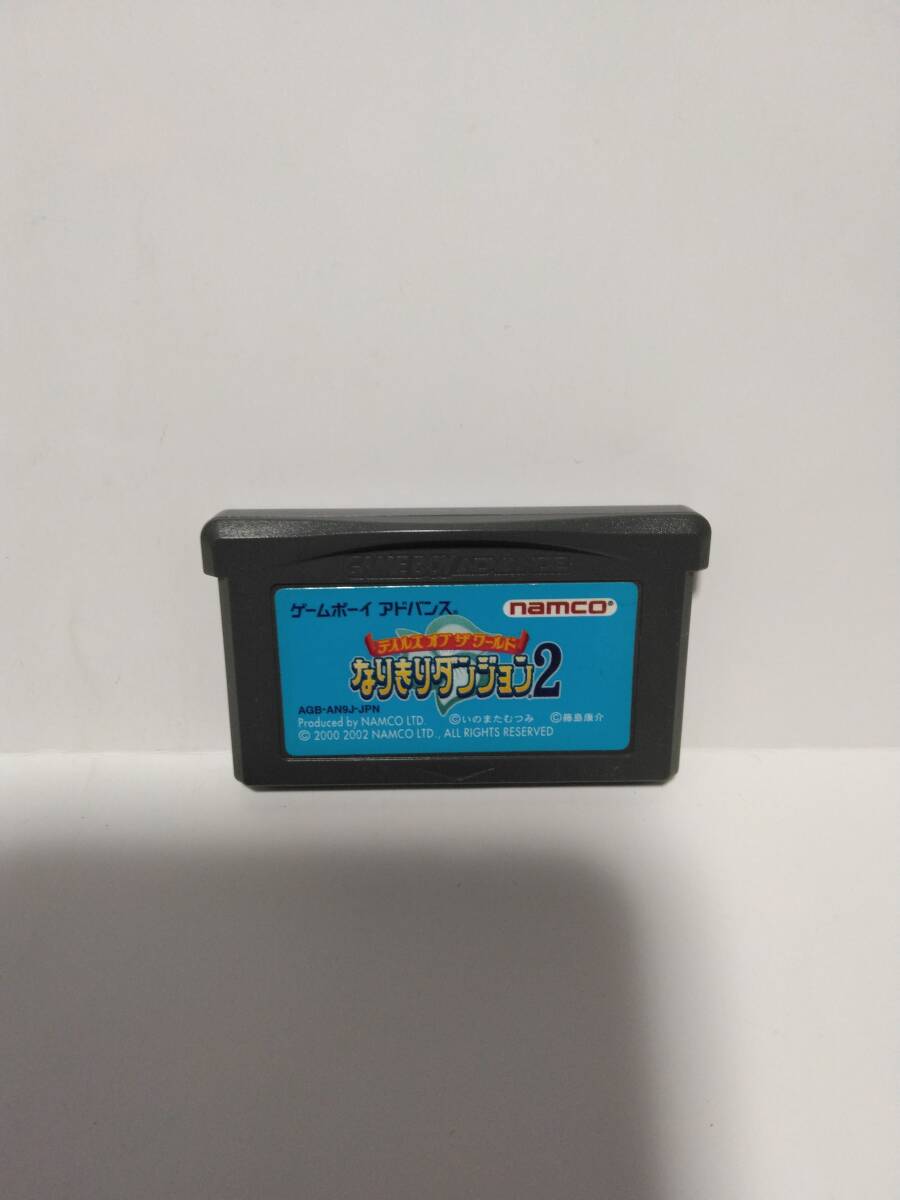 GAME BOY ADVANCE
ゲームボーイ アドバンス®
namco®
テイルズ オブ ザ ワールド
なりきりダンジョン2
AGB-AN9J-JPN
Produced by NAMCO LTD. ©いのまたむつみ ©藤島康介
© 2000 2002 NAMCO LTD., ALL RIGHTS RESERVED